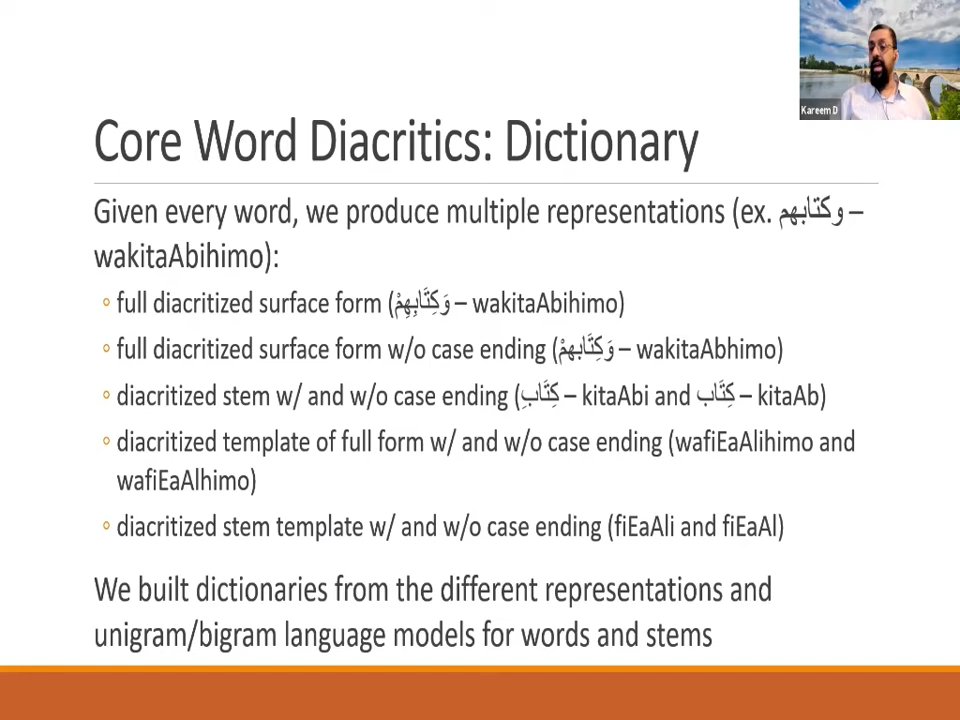 Kareem D
Core Word Diacritics: Dictionary
Given every word, we produce multiple representations (ex. وكتابهم –
wakitaAbihimo):
◦ full diacritized surface form (وَكِتَابِهِمْ – wakitaAbihimo)
◦ full diacritized surface form w/o case ending (وَكِتَابهِمْ – wakitaAbhimo)
◦ diacritized stem w/ and w/o case ending (كِتَابِ – kitaAbi and كِتَاب – kitaAb)
◦ diacritized template of full form w/ and w/o case ending (wafiEaAlihimo and
wafiEaAlhimo)
◦ diacritized stem template w/ and w/o case ending (fiEaAli and fiEaAl)
We built dictionaries from the different representations and
unigram/bigram language models for words and stems